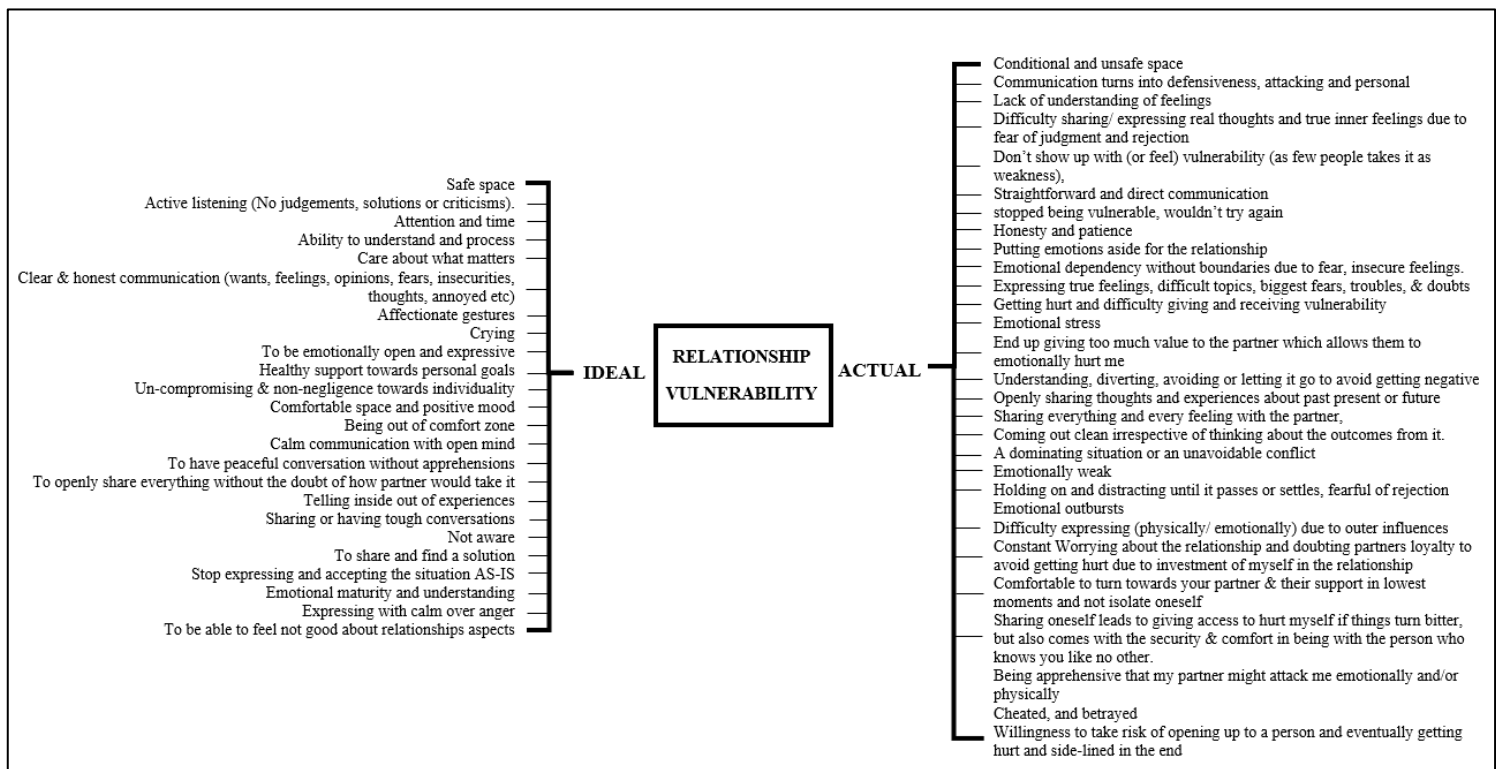 Safe space
Active listening (No judgements, solutions or criticisms).
Attention and time
Ability to understand and process
Care about what matters
Clear & honest communication (wants, feelings, opinions, fears, insecurities,
thoughts, annoyed etc)
Affectionate gestures
Crying
To be emotionally open and expressive
Healthy support towards personal goals
Un-compromising & non-negligence towards individuality
Comfortable space and positive mood
Being out of comfort zone
Calm communication with open mind
To have peaceful conversation without apprehensions
To openly share everything without the doubt of how partner would take it
Telling inside out of experiences
Sharing or having tough conversations
Not aware
To share and find a solution
Stop expressing and accepting the situation AS-IS
Emotional maturity and understanding
Expressing with calm over anger
To be able to feel not good about relationships aspects
IDEAL
RELATIONSHIP
VULNERABILITY
ACTUAL
Conditional and unsafe space
Communication turns into defensiveness, attacking and personal
Lack of understanding of feelings
Difficulty sharing/ expressing real thoughts and true inner feelings due to
fear of judgment and rejection
Don’t show up with (or feel) vulnerability (as few people takes it as
weakness),
Straightforward and direct communication
stopped being vulnerable, wouldn’t try again
Honesty and patience
Putting emotions aside for the relationship
Emotional dependency without boundaries due to fear, insecure feelings.
Expressing true feelings, difficult topics, biggest fears, troubles, & doubts
Getting hurt and difficulty giving and receiving vulnerability
Emotional stress
End up giving too much value to the partner which allows them to
emotionally hurt me
Understanding, diverting, avoiding or letting it go to avoid getting negative
Openly sharing thoughts and experiences about past present or future
Sharing everything and every feeling with the partner,
Coming out clean irrespective of thinking about the outcomes from it.
A dominating situation or an unavoidable conflict
Emotionally weak
Holding on and distracting until it passes or settles, fearful of rejection
Emotional outbursts
Difficulty expressing (physically/ emotionally) due to outer influences
Constant Worrying about the relationship and doubting partners loyalty to
avoid getting hurt due to investment of myself in the relationship
Comfortable to turn towards your partner & their support in lowest
moments and not isolate oneself
Sharing oneself leads to giving access to hurt myself if things turn bitter,
but also comes with the security & comfort in being with the person who
knows you like no other.
Being apprehensive that my partner might attack me emotionally and/or
physically
Cheated, and betrayed
Willingness to take risk of opening up to a person and eventually getting
hurt and side-lined in the end